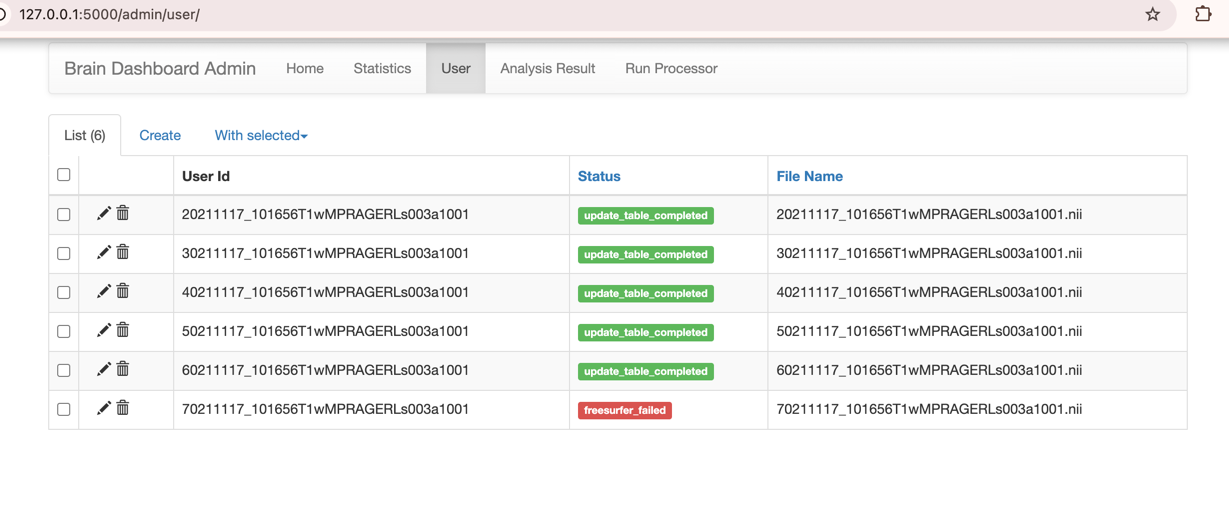 127.0.0.1:5000/admin/user/
Brain Dashboard Admin Home Statistics User Analysis Result Run Processor
List (6) Create With selected
User Id Status File Name
20211117_101656T1wMPRAGERLs003a1001 update_table_completed 20211117_101656T1wMPRAGERLs003a1001.nii
30211117_101656T1wMPRAGERLs003a1001 update_table_completed 30211117_101656T1wMPRAGERLs003a1001.nii
40211117_101656T1wMPRAGERLs003a1001 update_table_completed 40211117_101656T1wMPRAGERLs003a1001.nii
50211117_101656T1wMPRAGERLs003a1001 update_table_completed 50211117_101656T1wMPRAGERLs003a1001.nii
60211117_101656T1wMPRAGERLs003a1001 update_table_completed 60211117_101656T1wMPRAGERLs003a1001.nii
70211117_101656T1wMPRAGERLs003a1001 freesurfer_failed 70211117_101656T1wMPRAGERLs003a1001.nii